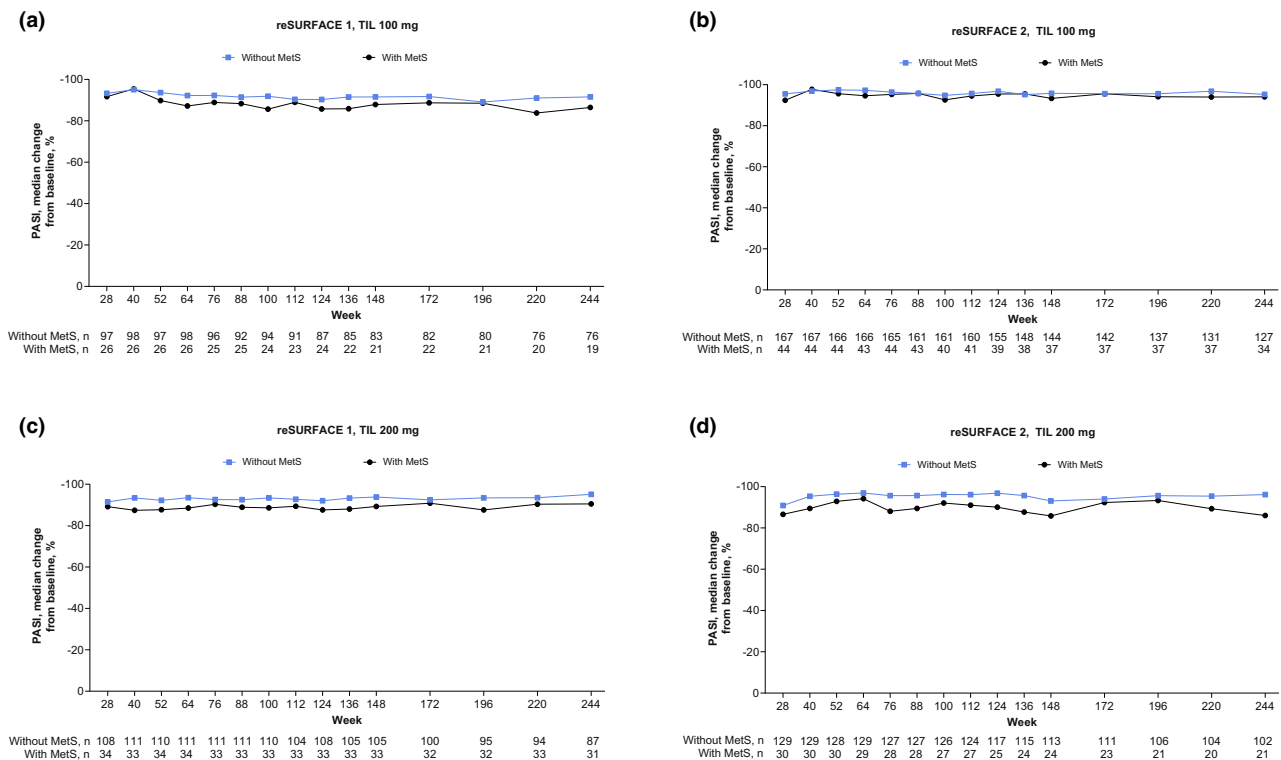 (a)
reSURFACE 1, TIL 100 mg
Without MetS With MetS
-100
-80
-60
-40
-20
0
PASI, median change
from baseline, %
28 40 52 64 76 88 100 112 124 136 148 172 196 220 244
Week
Without MetS, n 97 98 97 98 96 92 94 91 87 85 83 82 80 76 76
With MetS, n 26 26 26 26 25 25 24 23 24 22 21 22 21 20 19
(b)
reSURFACE 2, TIL 100 mg
Without MetS With MetS
-100
-80
-60
-40
-20
0
PASI, median change
from baseline, %
28 40 52 64 76 88 100 112 124 136 148 172 196 220 244
Week
Without MetS, n 167 167 166 166 165 161 161 160 155 148 144 142 137 131 127
With MetS, n 44 44 44 43 44 43 40 41 39 38 37 37 37 37 34
(c)
reSURFACE 1, TIL 200 mg
Without MetS With MetS
-100
-80
-60
-40
-20
0
PASI, median change
from baseline, %
28 40 52 64 76 88 100 112 124 136 148 172 196 220 244
Week
Without MetS, n 108 111 110 111 111 111 110 104 108 105 105 100 95 94 87
With MetS, n 34 33 34 34 33 33 33 33 33 33 33 32 32 33 31
(d)
reSURFACE 2, TIL 200 mg
Without MetS With MetS
-100
-80
-60
-40
-20
0
PASI, median change
from baseline, %
28 40 52 64 76 88 100 112 124 136 148 172 196 220 244
Week
Without MetS, n 129 129 128 129 127 127 126 124 117 115 113 111 106 104 102
With MetS, n 30 30 30 29 28 28 27 27 25 24 24 23 21 20 21